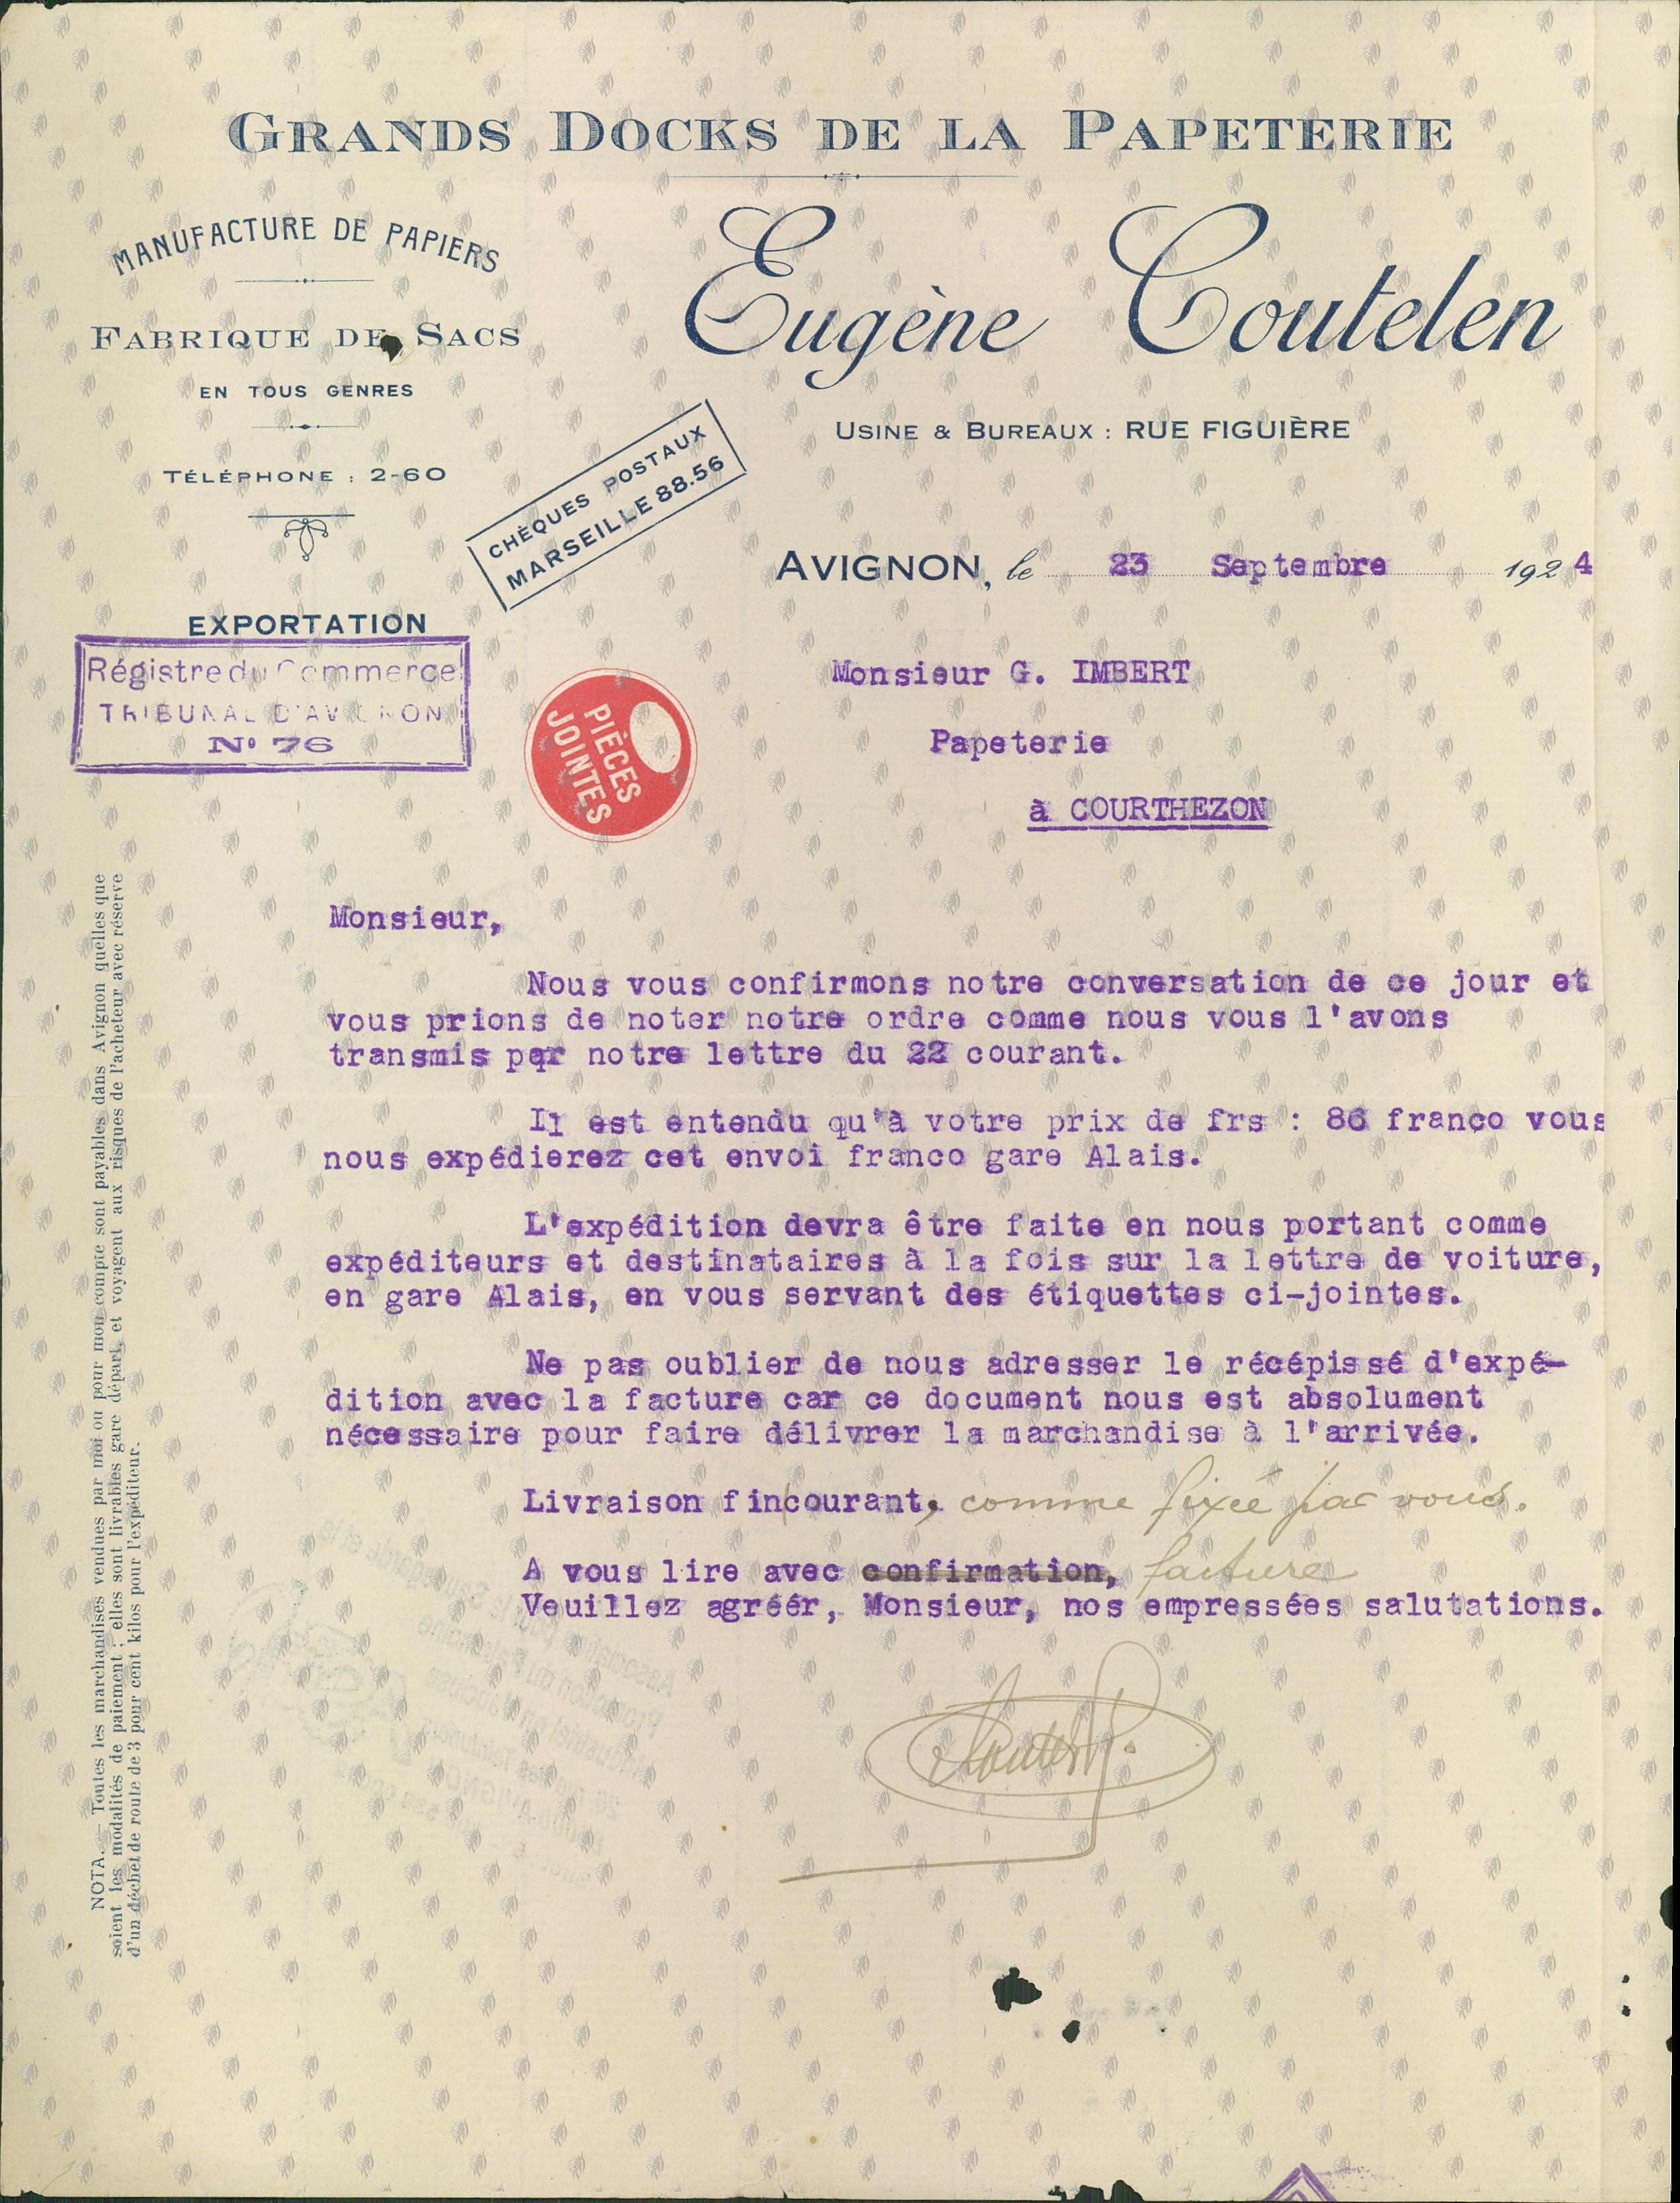 GRANDS DOCKS DE LA PAPETERIE
MANUFACTURE DE PAPIERS
FABRIQUE DE SACS
EN TOUS GENRES
TÉLÉPHONE : 2-60
Eugène Coutelen
USINE & BUREAUX : RUE FIGUIÈRE
CHÈQUES POSTAUX
MARSEILLE 88.56
AVIGNON, le 23 Septembre 1924
EXPORTATION
Régistre du Commerce
TRIBUNAL D'AVIGNON
N° 76
PIÈCES
JOINTES
Monsieur G. IMBERT
Papeterie
à COURTHEZON
Monsieur,
Nous vous confirmons notre conversation de ce jour et
vous prions de noter notre ordre comme nous vous l'avons
transmis par notre lettre du 22 courant.
Il est entendu qu'à votre prix de frs : 86 franco vous
nous expédierez cet envoi franco gare Alais.
L'expédition devra être faite en nous portant comme
expéditeurs et destinataires à la fois sur la lettre de voiture,
en gare Alais, en vous servant des étiquettes ci-jointes.
Ne pas oublier de nous adresser le récépissé d'expé-
dition avec la facture car ce document nous est absolument
nécessaire pour faire délivrer la marchandise à l'arrivée.
Livraison fin courant, comme fixée par vous.
A vous lire avec confirmation, facture
Veuillez agréér, Monsieur, nos empressées salutations.
NOTA. — Toutes les marchandises vendues par moi ou pour mon compte sont payables dans Avignon quelles que
soient les modalités de paiement ; elles sont livrables gare départ, et voyagent aux risques de l'acheteur avec réserve
d'un déchet de route de 3 pour cent kilos pour l'expéditeur.